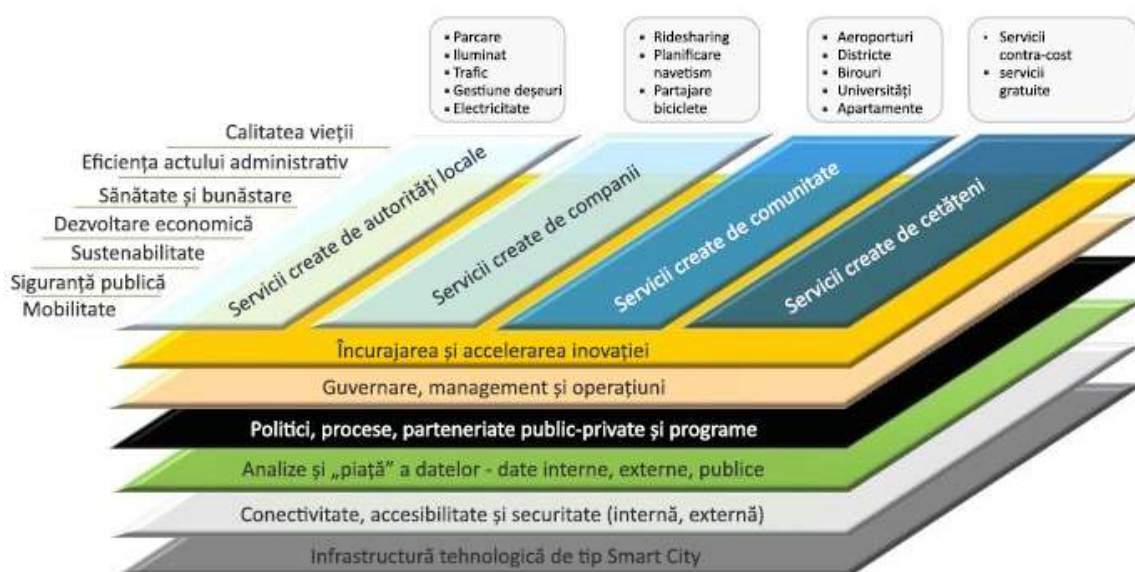 Parcare
Iluminat
Trafic
Gestiune deșeuri
Electricitate
Ridesharing
Planificare
navetism
Partajare
biciclete
Aeroporturi
Districte
Birouri
Universități
Apartamente
Servicii
contra-cost
servicii
gratuite
Calitatea vieții
Eficiența actului administrativ
Sănătate și bunăstare
Dezvoltare economică
Sustenabilitate
Siguranță publică
Mobilitate
Servicii create de autorități locale
Servicii create de companii
Servicii create de comunitate
Servicii create de cetățeni
Încurajarea și accelerarea inovației
Guvernare, management și operațiuni
Politici, procese, parteneriate public-private și programe
Analize și „piață” a datelor - date interne, externe, publice
Conectivitate, accesibilitate și securitate (internă, externă)
Infrastructură tehnologică de tip Smart City